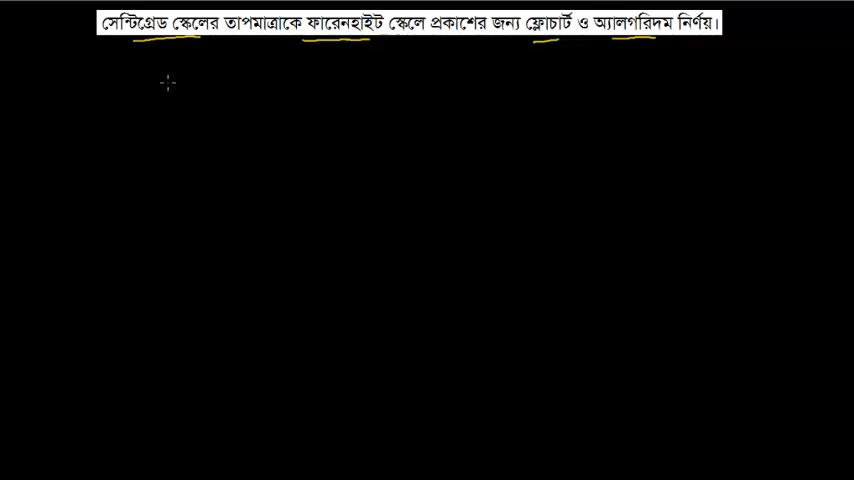 সেন্টিগ্রেড স্কেলের তাপমাত্রাকে ফারেনহাইট স্কেলে প্রকাশের জন্য ফ্লোচার্ট ও অ্যালগরিদম নির্ণয়।